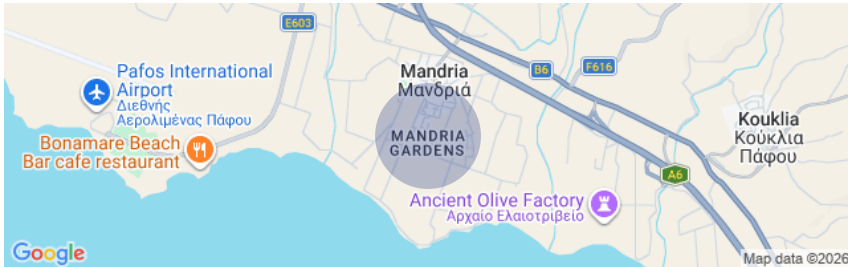 E603
Pafos International
Airport
Διεθνής
Αερολιμένας Πάφου
Bonamare Beach
Bar cafe restaurant
Mandria
Μανδριά
MANDRIA
GARDENS
B6
F616
Kouklia
Κούκλια
Πάφου
A6
Ancient Olive Factory
Αρχαίο Ελαιοτριβείο
Google
Map data ©2026